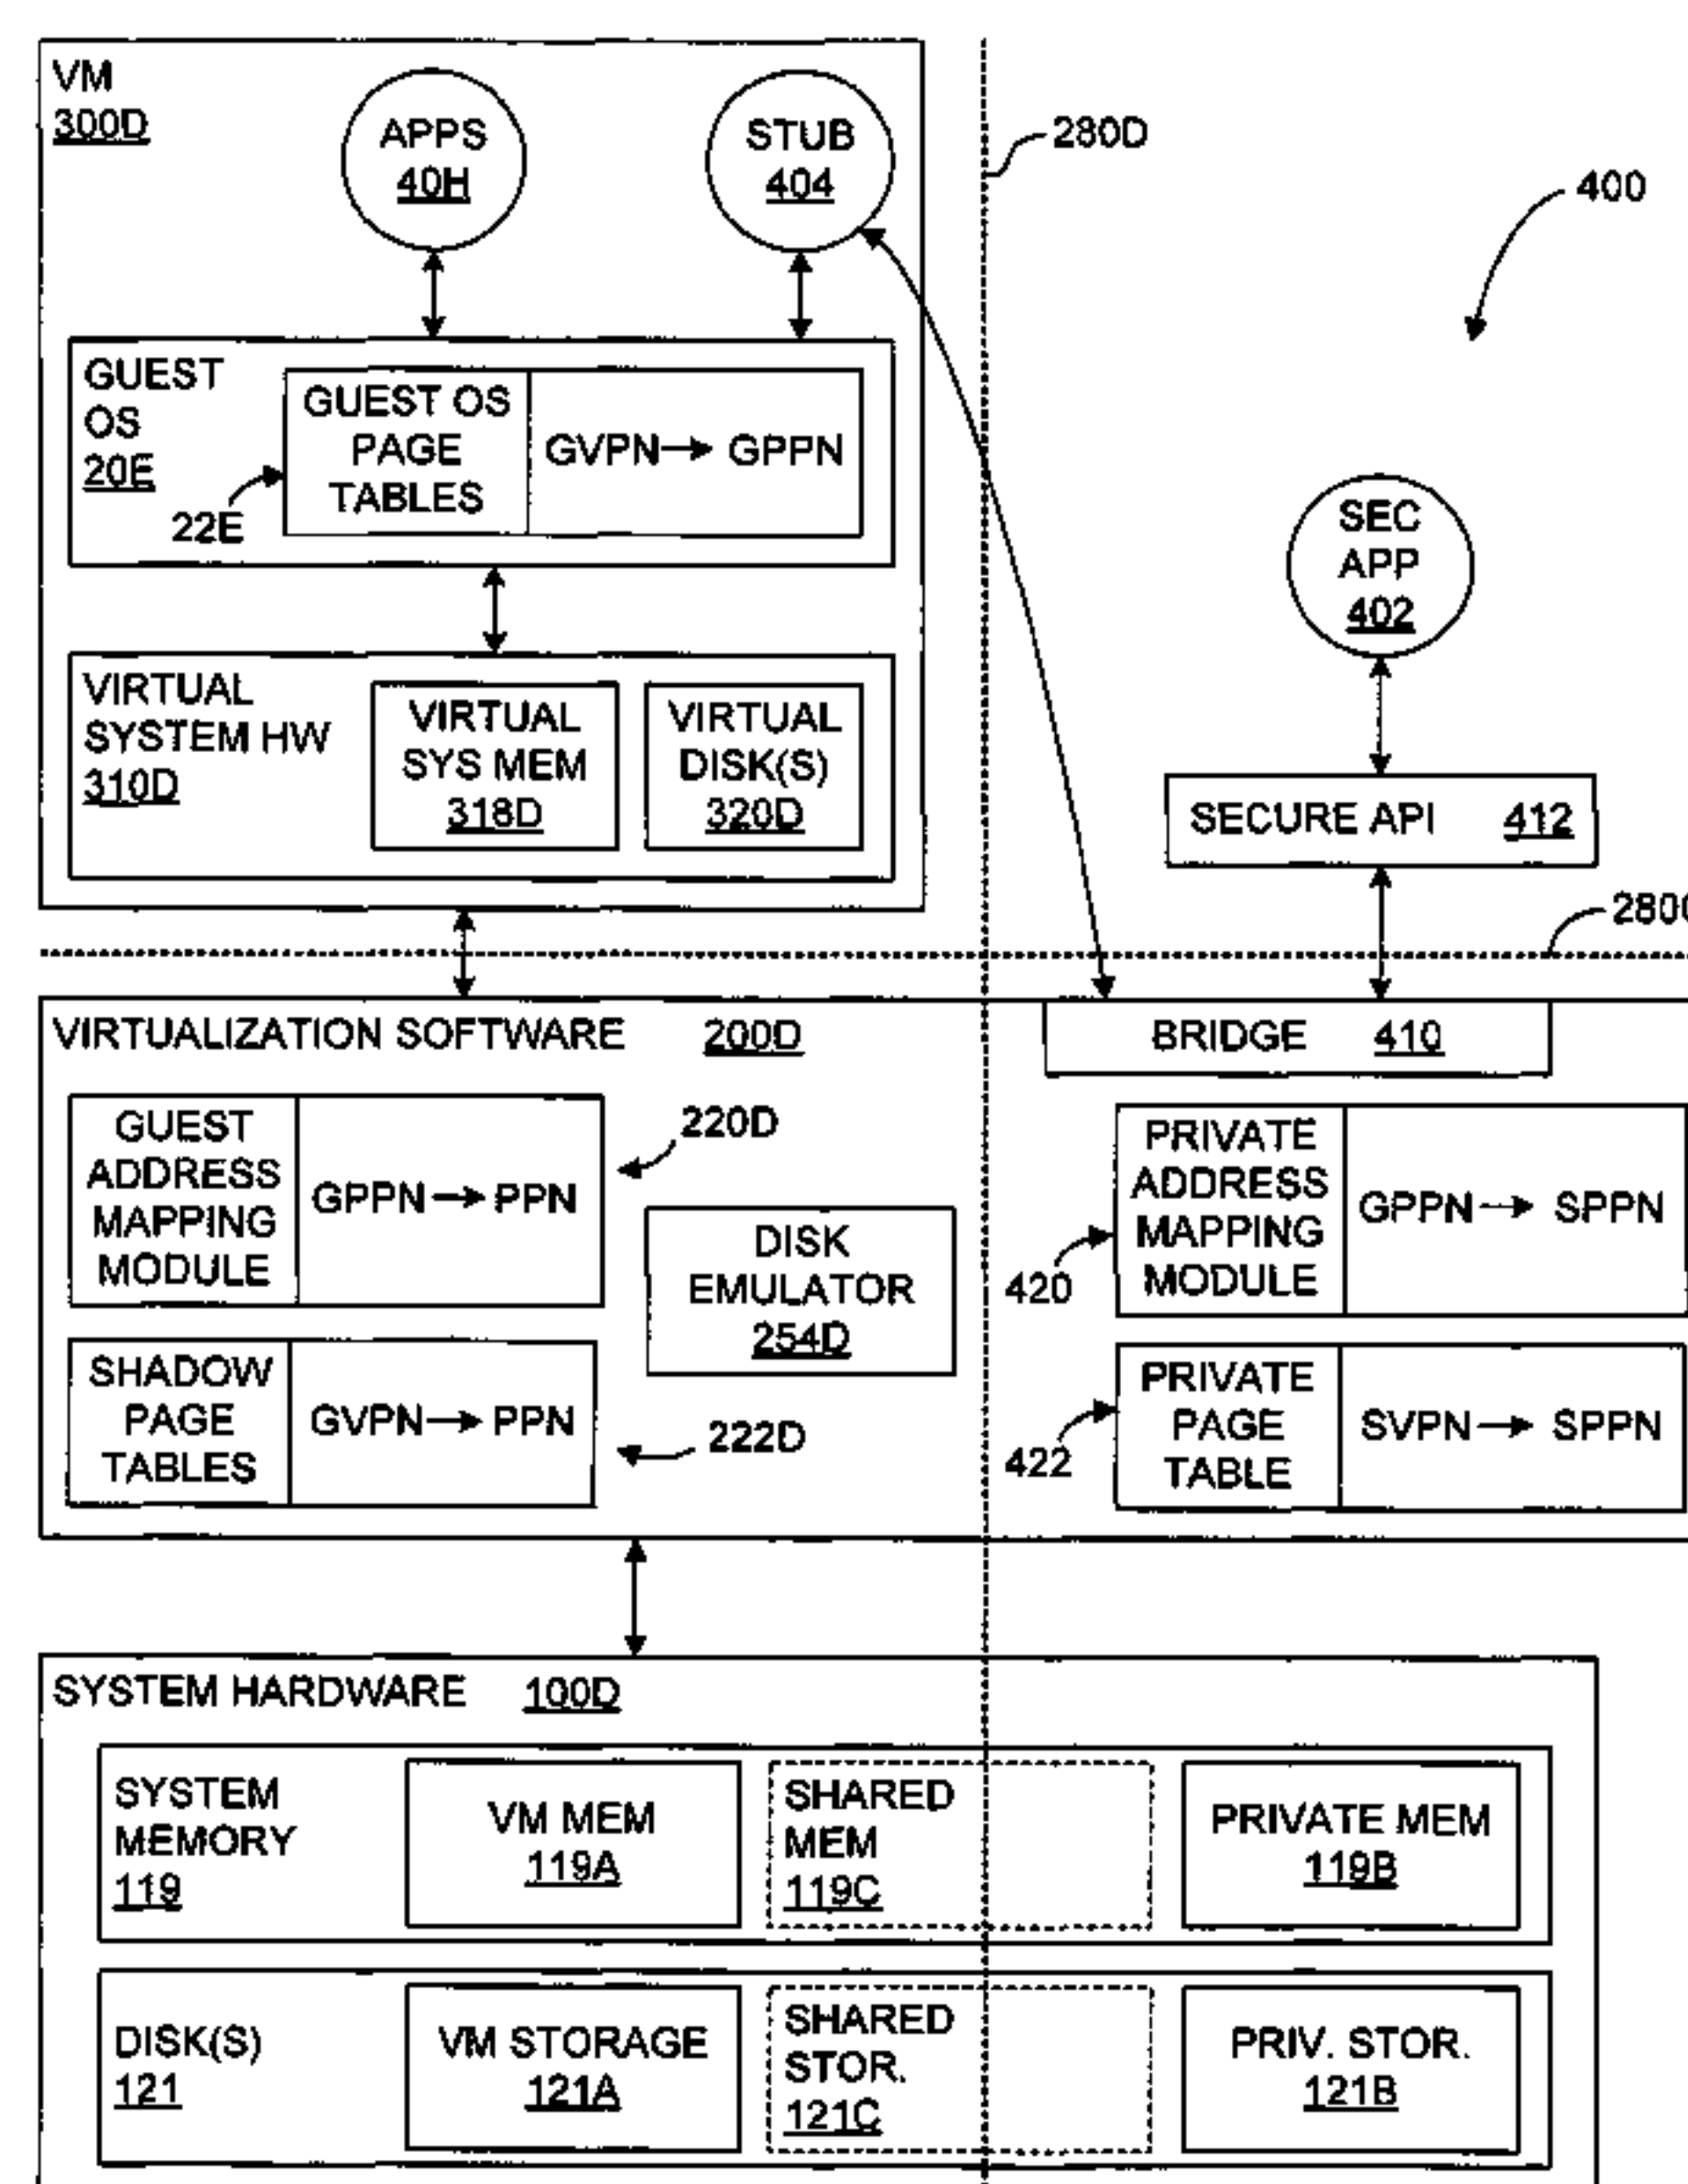 VM
300D
APPS
40H
STUB
404
280D
400
GUEST
OS
20E
GUEST OS
PAGE
TABLES
GVPN→ GPPN
22E
SEC
APP
402
VIRTUAL
SYSTEM HW
310D
VIRTUAL
SYS MEM
318D
VIRTUAL
DISK(S)
320D
SECURE API 412
VIRTUALIZATION SOFTWARE 200D
BRIDGE 410
GUEST
ADDRESS
MAPPING
MODULE
GPPN→PPN
220D
DISK
EMULATOR
254D
PRIVATE
ADDRESS
MAPPING
MODULE
GPPN→ SPPN
420
SHADOW
PAGE
TABLES
GVPN→PPN
222D
PRIVATE
PAGE
TABLE
SVPN→ SPPN
422
SYSTEM HARDWARE 100D
SYSTEM
MEMORY
119
VM MEM
119A
SHARED
MEM
119C
PRIVATE MEM
119B
DISK(S)
121
VM STORAGE
121A
SHARED
STOR.
121C
PRIV. STOR.
121B